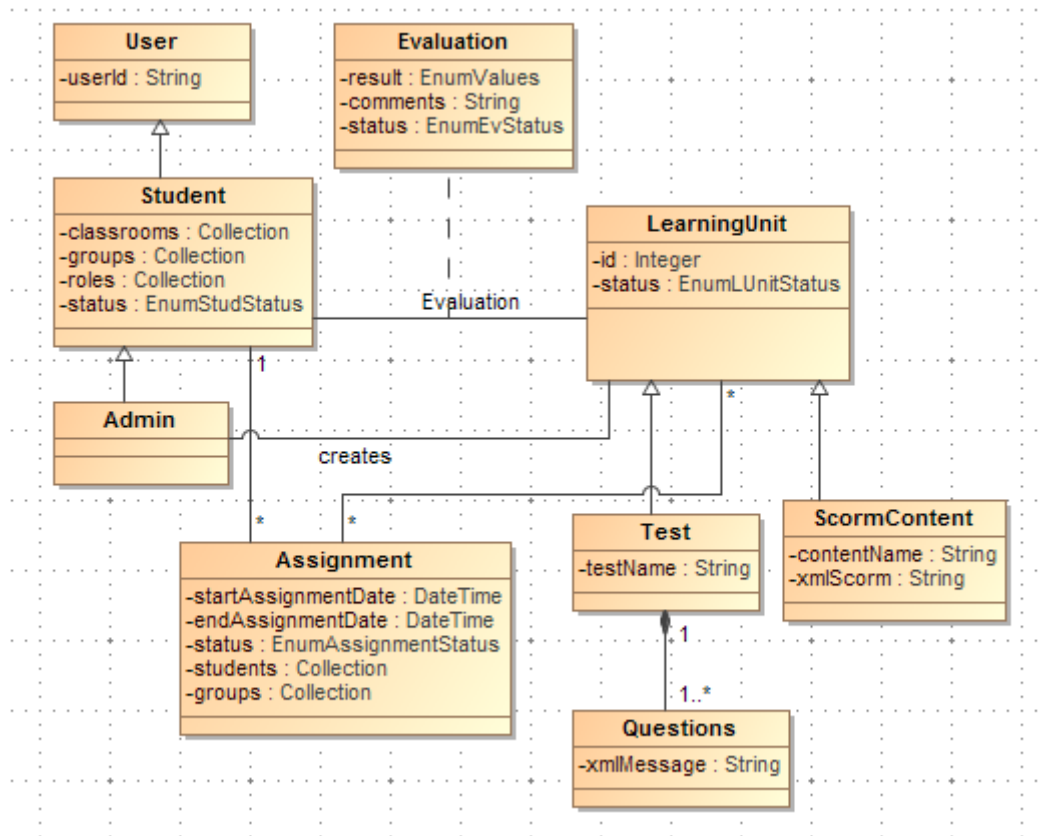 User
-userId : String
Evaluation
-result : EnumValues
-comments : String
-status : EnumEvStatus
Student
-classrooms : Collection
-groups : Collection
-roles : Collection
-status : EnumStudStatus
LearningUnit
-id : Integer
-status : EnumLUnitStatus
Evaluation
1
*
Admin
creates
*
*
Assignment
-startAssignmentDate : DateTime
-endAssignmentDate : DateTime
-status : EnumAssignmentStatus
-students : Collection
-groups : Collection
Test
-testName : String
ScormContent
-contentName : String
-xmlScorm : String
1
1..*
Questions
-xmlMessage : String